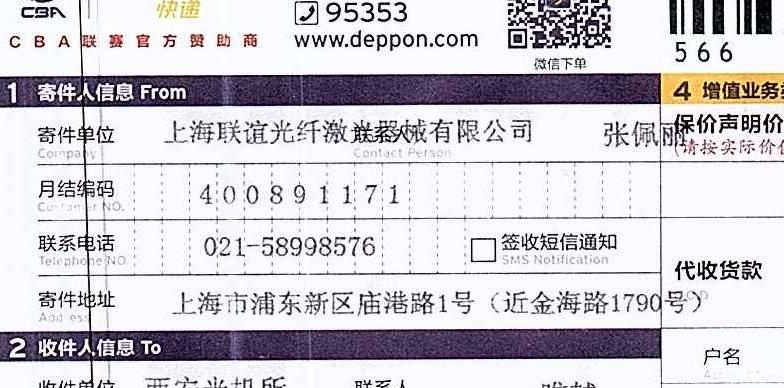 CBA 快递 95353
CBA联赛官方赞助商 www.deppon.com
微信下单
566
1 寄件人信息 From
4 增值业务
寄件单位 上海联谊光纤激光器械有限公司 联系人 张佩丽
Company Contact Person
保价声明价
(请按实际价
月结编码 400891171
Customer NO.
联系电话 021-58998576 签收短信通知
Telephone NO. SMS Notification
代收货款
寄件地址 上海市浦东新区庙港路1号（近金海路1790号）
Address
2 收件人信息 To
户名
收件单位 西安光机所 联系人